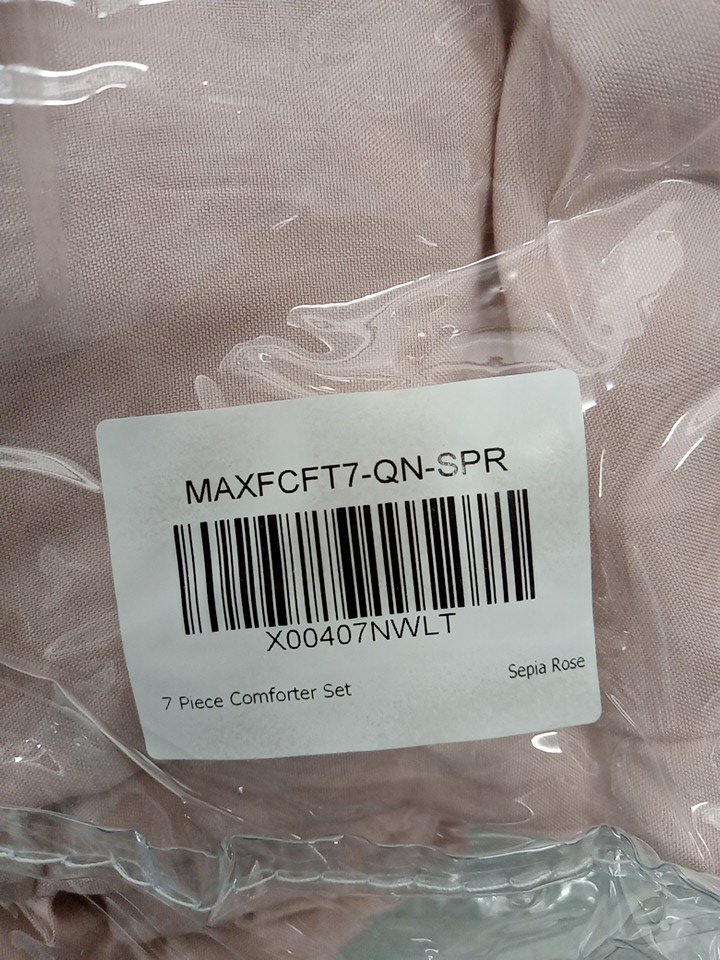 MAXFCFT7-QN-SPR
X00407NWLT
7 Piece Comforter Set
Sepia Rose